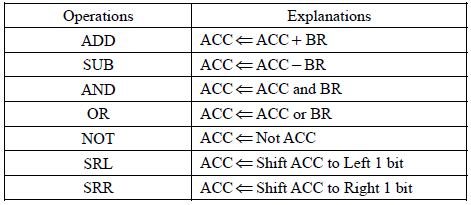 Operations Explanations
ADD ACC⇐ACC+BR
SUB ACC⇐ACC−BR
AND ACC⇐ACC and BR
OR ACC⇐ACC or BR
NOT ACC⇐Not ACC
SRL ACC⇐Shift ACC to Left 1 bit
SRR ACC⇐Shift ACC to Right 1 bit